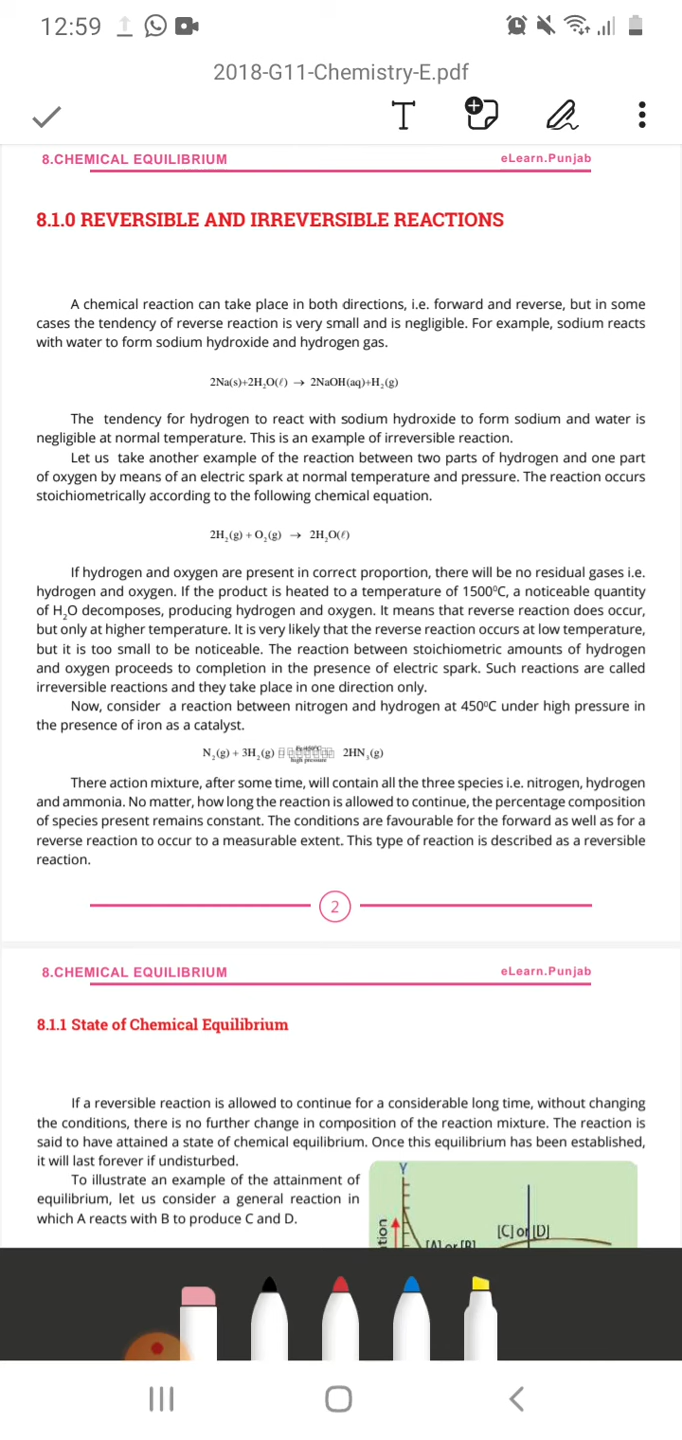 12:59
2018-G11-Chemistry-E.pdf
T
8.CHEMICAL EQUILIBRIUM eLearn.Punjab
8.1.0 REVERSIBLE AND IRREVERSIBLE REACTIONS
A chemical reaction can take place in both directions, i.e. forward and reverse, but in some
cases the tendency of reverse reaction is very small and is negligible. For example, sodium reacts
with water to form sodium hydroxide and hydrogen gas.
2Na(s)+2H₂O(ℓ) → 2NaOH(aq)+H₂(g)
The tendency for hydrogen to react with sodium hydroxide to form sodium and water is
negligible at normal temperature. This is an example of irreversible reaction.
Let us take another example of the reaction between two parts of hydrogen and one part
of oxygen by means of an electric spark at normal temperature and pressure. The reaction occurs
stoichiometrically according to the following chemical equation.
2H₂(g) + O₂(g) → 2H₂O(ℓ)
If hydrogen and oxygen are present in correct proportion, there will be no residual gases i.e.
hydrogen and oxygen. If the product is heated to a temperature of 1500⁰C, a noticeable quantity
of H₂O decomposes, producing hydrogen and oxygen. It means that reverse reaction does occur,
but only at higher temperature. It is very likely that the reverse reaction occurs at low temperature,
but it is too small to be noticeable. The reaction between stoichiometric amounts of hydrogen
and oxygen proceeds to completion in the presence of electric spark. Such reactions are called
irreversible reactions and they take place in one direction only.
Now, consider a reaction between nitrogen and hydrogen at 450⁰C under high pressure in
the presence of iron as a catalyst.
N₂(g) + 3H₂(g) high pressure 2HN₃(g)
There action mixture, after some time, will contain all the three species i.e. nitrogen, hydrogen
and ammonia. No matter, how long the reaction is allowed to continue, the percentage composition
of species present remains constant. The conditions are favourable for the forward as well as for a
reverse reaction to occur to a measurable extent. This type of reaction is described as a reversible
reaction.
2
8.CHEMICAL EQUILIBRIUM eLearn.Punjab
8.1.1 State of Chemical Equilibrium
If a reversible reaction is allowed to continue for a considerable long time, without changing
the conditions, there is no further change in composition of the reaction mixture. The reaction is
said to have attained a state of chemical equilibrium. Once this equilibrium has been established,
it will last forever if undisturbed.
To illustrate an example of the attainment of
equilibrium, let us consider a general reaction in
which A reacts with B to produce C and D.
Y
[C] or [D]
[A] or [B]
tion